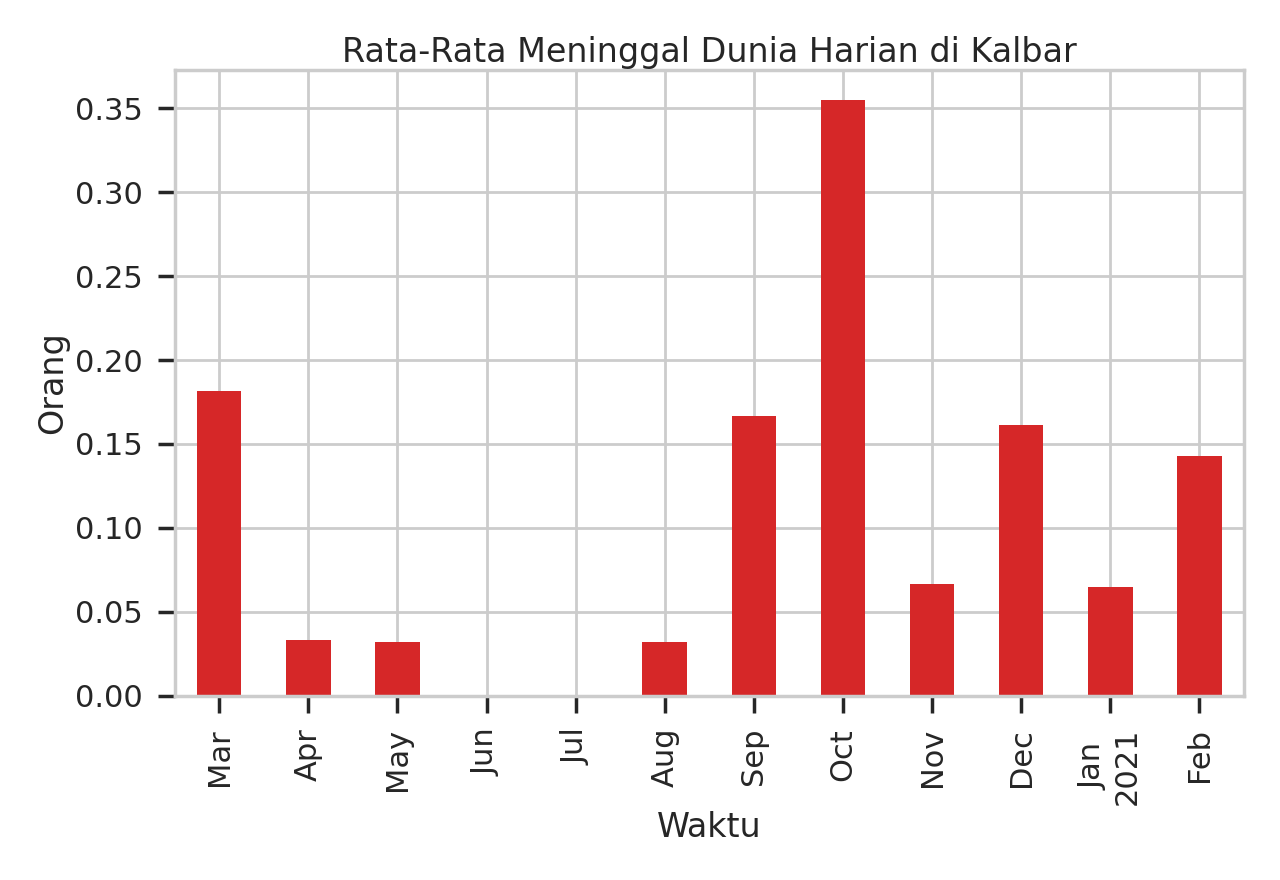 Rata-Rata Meninggal Dunia Harian di Kalbar
Orang
0.35
0.30
0.25
0.20
0.15
0.10
0.05
0.00
Mar
Apr
May
Jun
Jul
Aug
Sep
Oct
Nov
Dec
Jan
2021
Feb
Waktu